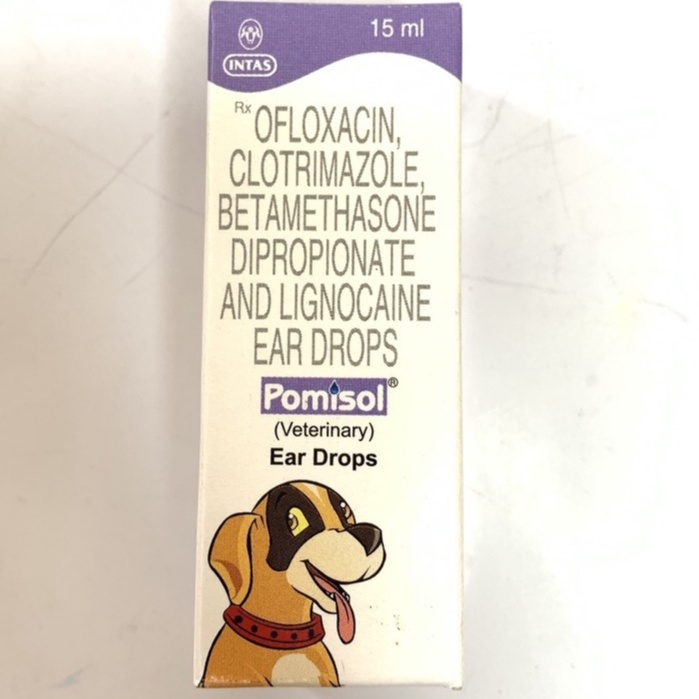 15 ml
INTAS
Rx OFLOXACIN,
CLOTRIMAZOLE,
BETAMETHASONE
DIPROPIONATE
AND LIGNOCAINE
EAR DROPS
Pomisol®
(Veterinary)
Ear Drops